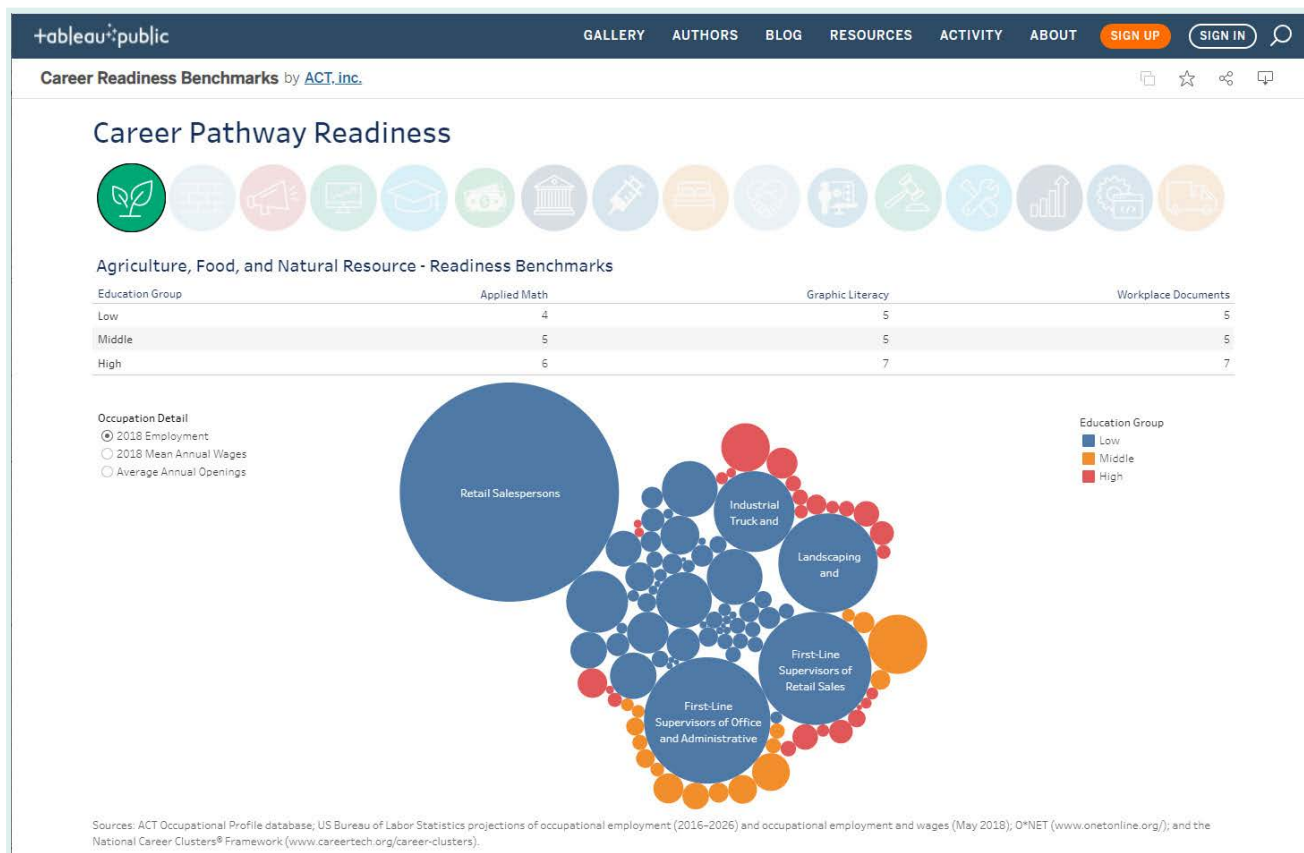 +ableau public
GALLERY AUTHORS BLOG RESOURCES ACTIVITY ABOUT SIGN UP SIGN IN
Career Readiness Benchmarks by ACT, inc.
Career Pathway Readiness
Agriculture, Food, and Natural Resource - Readiness Benchmarks
Education Group Applied Math Graphic Literacy Workplace Documents
Low 4 5 5
Middle 5 5 5
High 6 7 7
Occupation Detail
2018 Employment
2018 Mean Annual Wages
Average Annual Openings
Retail Salespersons
Industrial
Truck and
Landscaping
and
First-Line
Supervisors of
Retail Sales
First-Line
Supervisors of Office
and Administrative
Education Group
Low
Middle
High
Sources: ACT Occupational Profile database; US Bureau of Labor Statistics projections of occupational employment (2016–2026) and occupational employment and wages (May 2018); O*NET (www.onetonline.org/); and the
National Career Clusters® Framework (www.careertech.org/career-clusters).